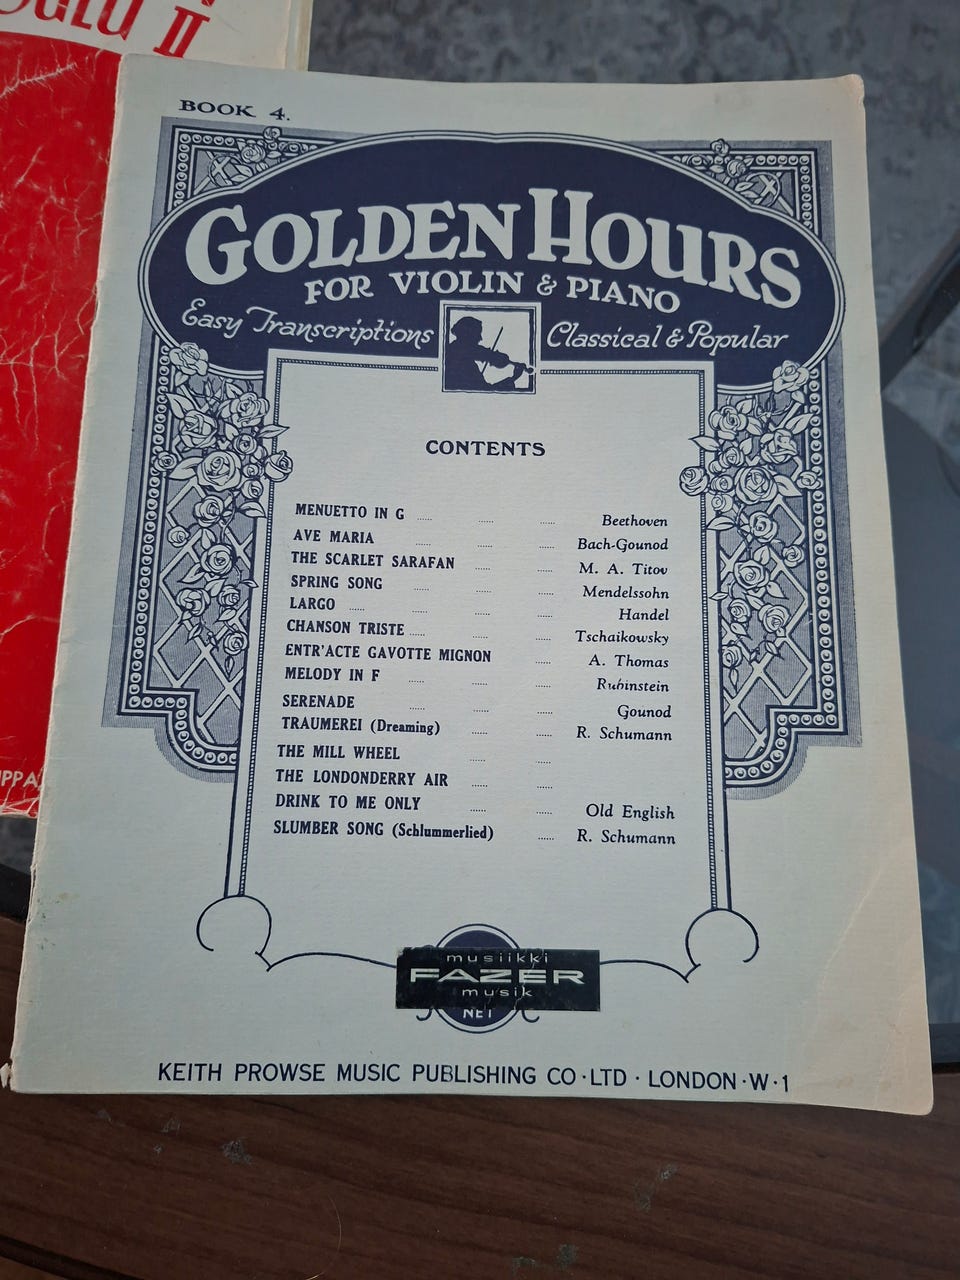 II
BOOK 4.
GOLDEN HOURS
FOR VIOLIN & PIANO
Easy Transcriptions Classical & Popular
CONTENTS
MENUETTO IN G ...... ...... ...... Beethoven
AVE MARIA ...... ...... ...... Bach-Gounod
THE SCARLET SARAFAN ...... ...... M. A. Titov
SPRING SONG ...... ...... ...... Mendelssohn
LARGO ...... ...... ...... ...... Handel
CHANSON TRISTE ...... ...... ...... Tschaikowsky
ENTR'ACTE GAVOTTE MIGNON ...... A. Thomas
MELODY IN F ...... ...... ...... Rubinstein
SERENADE ...... ...... ...... Gounod
TRAUMEREI (Dreaming) ...... ...... R. Schumann
THE MILL WHEEL ...... ......
THE LONDONDERRY AIR ...... ......
DRINK TO ME ONLY ...... ...... Old English
SLUMBER SONG (Schlummerlied) ...... R. Schumann
musiikki
FAZER
musik
NET
KEITH PROWSE MUSIC PUBLISHING CO·LTD·LONDON·W·1